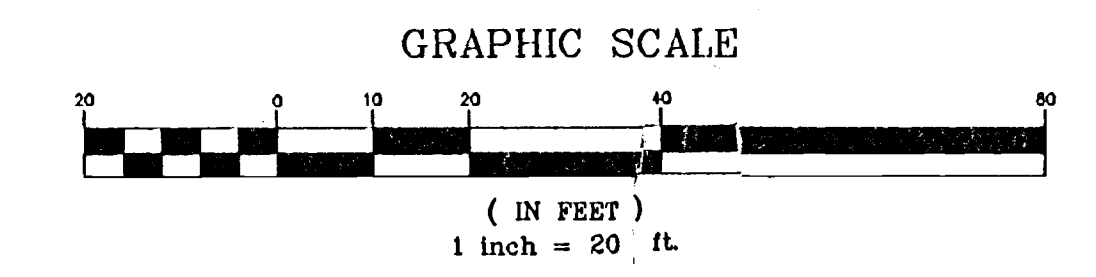 GRAPHIC SCALE
20 0 10 20 40 80
( IN FEET )
1 inch = 20 ft.